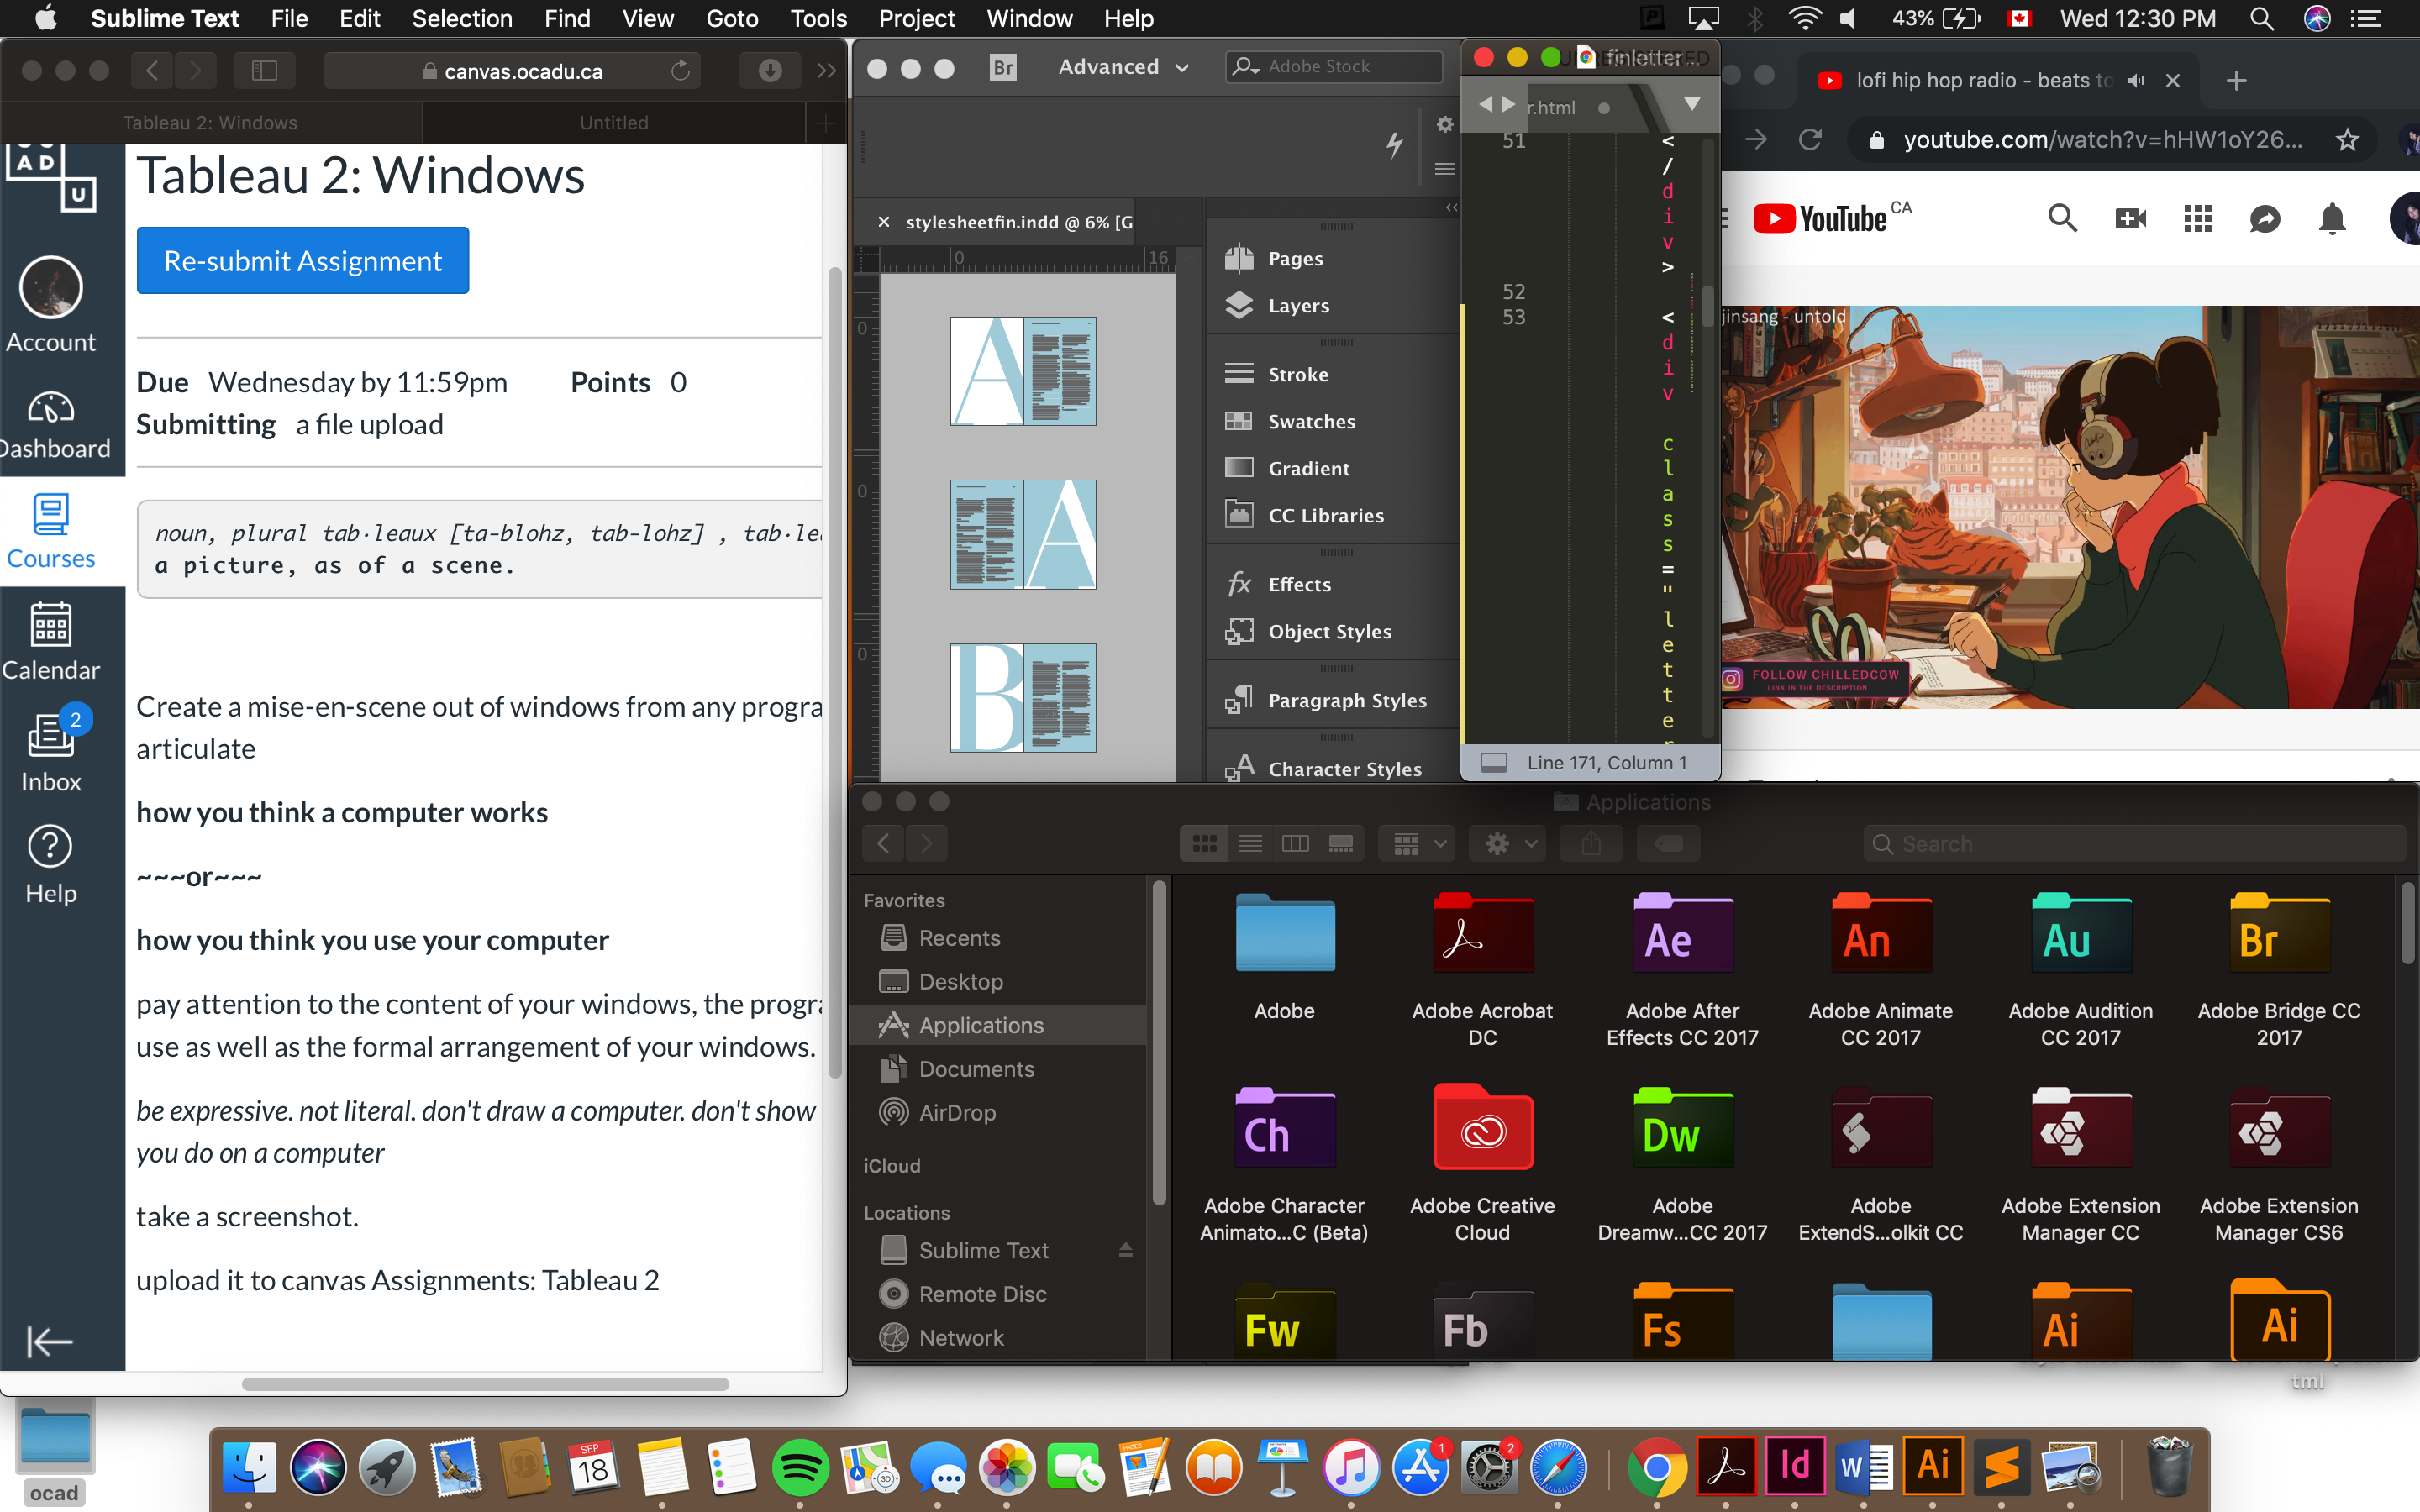 Sublime Text File Edit Selection Find View Goto Tools Project Window Help
43% Wed 12:30 PM
canvas.ocadu.ca
Tableau 2: Windows Untitled
AD
U
Account
Dashboard
Courses
Calendar
2
Inbox
Help
Tableau 2: Windows
Re-submit Assignment
Due Wednesday by 11:59pm Points 0
Submitting a file upload
noun, plural tab·leaux [ta-blohz, tab-lohz] , tab·le
a picture, as of a scene.
Create a mise-en-scene out of windows from any progra
articulate
how you think a computer works
~~~or~~~
how you think you use your computer
pay attention to the content of your windows, the progra
use as well as the formal arrangement of your windows.
be expressive. not literal. don't draw a computer. don't show
you do on a computer
take a screenshot.
upload it to canvas Assignments: Tableau 2
Br Advanced Adobe Stock
stylesheetfin.indd @ 6% [G
0 16
0
0
0
A
A
B
Pages
Layers
Stroke
Swatches
Gradient
CC Libraries
fx Effects
Object Styles
Paragraph Styles
Character Styles
finletter
r.html
51 <
/
d
i
v
>
52
53 <
d
i
v
c
l
a
s
s
=
"
l
e
t
t
e
r
Line 171, Column 1
lofi hip hop radio - beats to
youtube.com/watch?v=hHW1oY26...
YouTube CA
jinsang - untold
FOLLOW CHILLEDCOW
LINK IN THE DESCRIPTION
Applications
Search
Favorites
Recents
Desktop
Applications
Documents
AirDrop
iCloud
Locations
Sublime Text
Remote Disc
Network
Ae An Au Br
Adobe Adobe Acrobat Adobe After Adobe Animate Adobe Audition Adobe Bridge CC
DC Effects CC 2017 CC 2017 CC 2017 2017
Ch Dw
Adobe Character Adobe Creative Adobe Adobe Adobe Extension Adobe Extension
Animato...C (Beta) Cloud Dreamw...CC 2017 ExtendS...olkit CC Manager CC Manager CS6
Fw Fb Fs Ai Ai
tml
ocad
SEP
18
PAGES
3D
1
2
Id
W
Ai